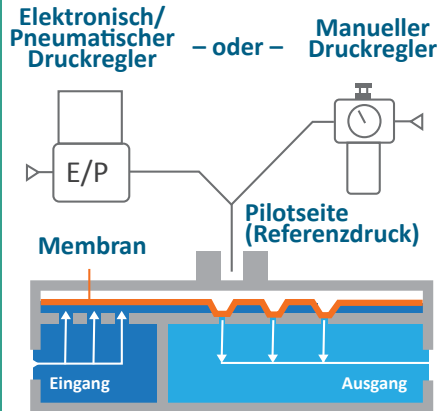 Elektronisch/
Pneumatischer
Druckregler
– oder –
Manueller
Druckregler
E/P
Pilotseite
(Referenzdruck)
Membran
Eingang
Ausgang